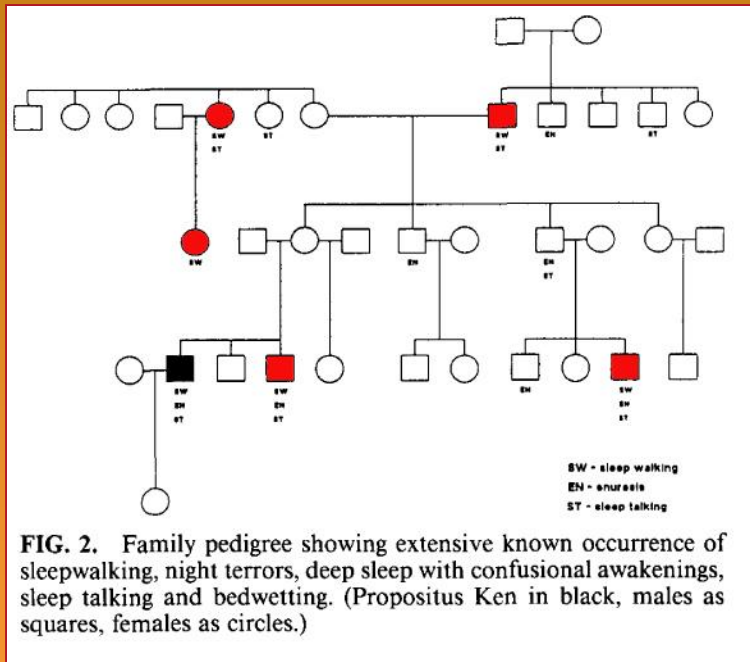 SW
ST
ST
SW
ST
EN
ST
SW
EN
EN
ST
SW
EN
ST
SW
EN
ST
EN
SW
EN
ST
SW - sleep walking
EN - enuresis
ST - sleep talking
FIG. 2. Family pedigree showing extensive known occurrence of
sleepwalking, night terrors, deep sleep with confusional awakenings,
sleep talking and bedwetting. (Propositus Ken in black, males as
squares, females as circles.)